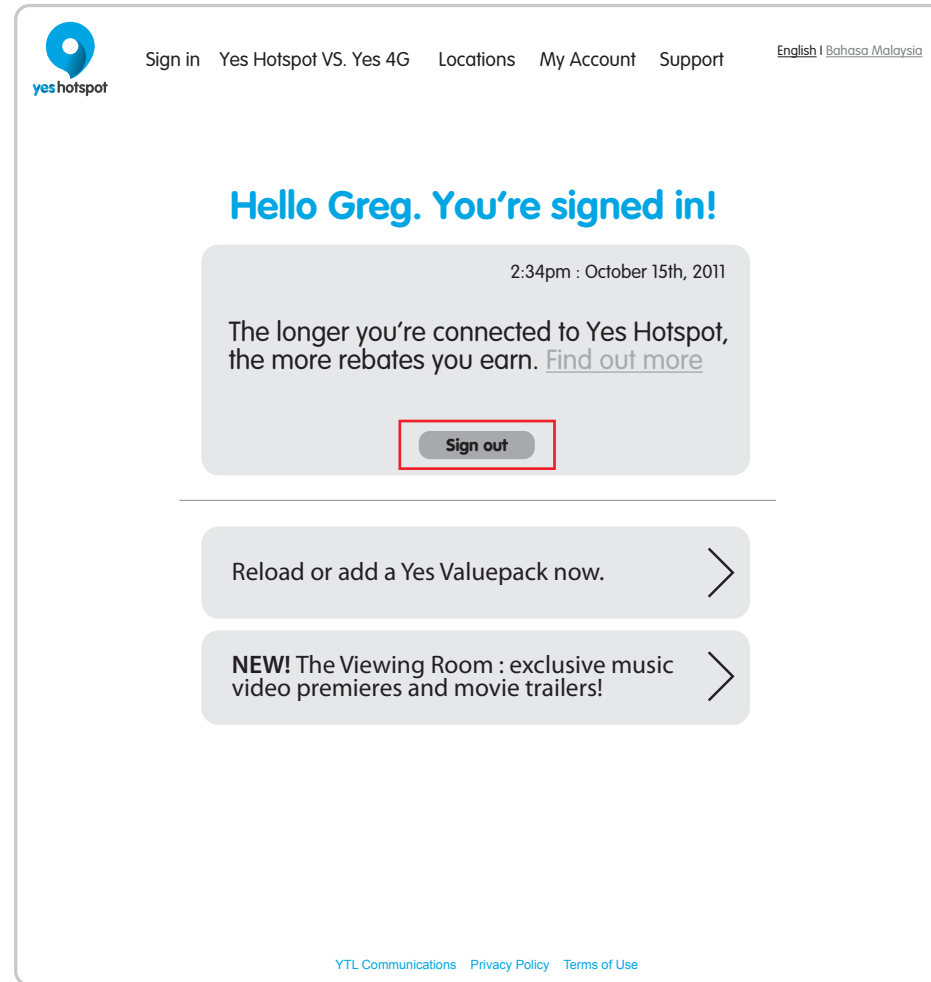 yes hotspot
Sign in Yes Hotspot VS. Yes 4G Locations My Account Support
English I Bahasa Malaysia
Hello Greg. You're signed in!
2:34pm : October 15th, 2011
The longer you're connected to Yes Hotspot,
the more rebates you earn. Find out more
Sign out
Reload or add a Yes Valuepack now.
NEW! The Viewing Room : exclusive music
video premieres and movie trailers!
YTL Communications Privacy Policy Terms of Use